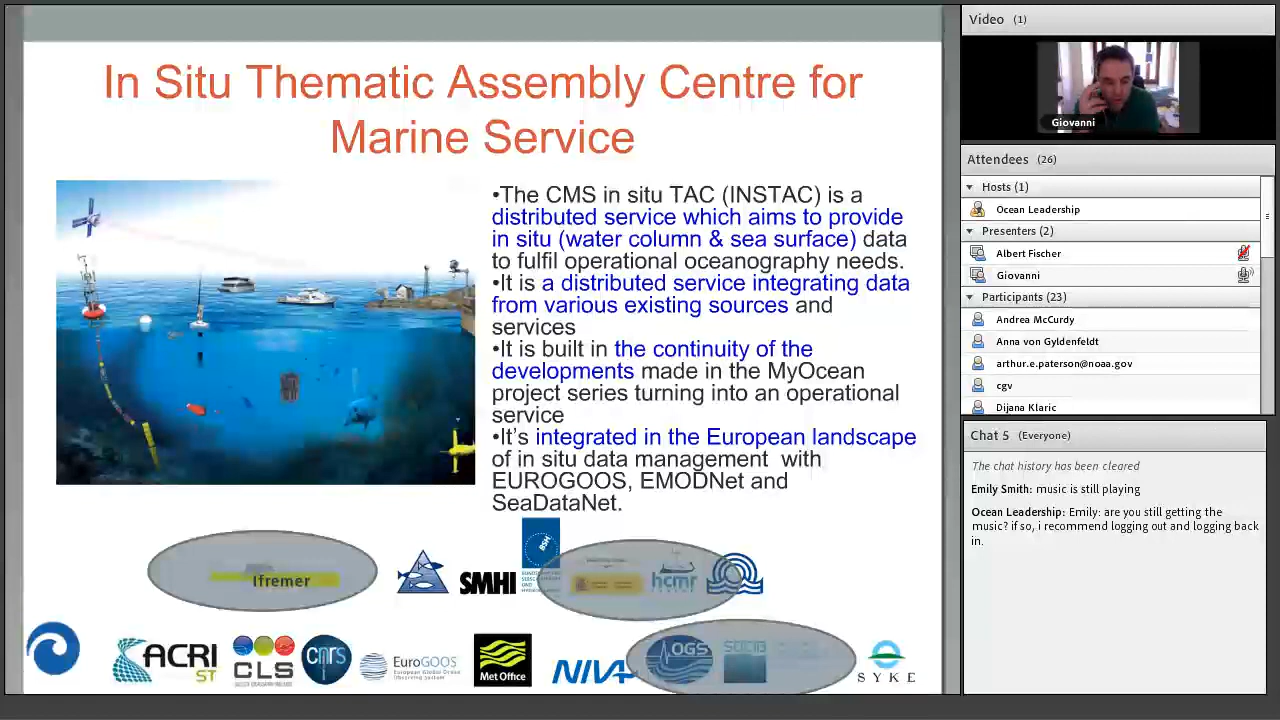 In Situ Thematic Assembly Centre for
Marine Service
•The CMS in situ TAC (INSTAC) is a
distributed service which aims to provide
in situ (water column & sea surface) data
to fulfil operational oceanography needs.
•It is a distributed service integrating data
from various existing sources and
services
•It is built in the continuity of the
developments made in the MyOcean
project series turning into an operational
service
•It's integrated in the European landscape
of in situ data management with
EUROGOOS, EMODNet and
SeaDataNet.
Ifremer
SMHI
BSH
hcmr
ACRI
ST
CLS
cnrs
EuroGOOS
Met Office
NIVA
OGS
SOCIB
SYKE
Video (1)
Giovanni
Attendees (26)
Hosts (1)
Ocean Leadership
Presenters (2)
Albert Fischer
Giovanni
Participants (23)
Andrea McCurdy
Anna von Gyldenfeldt
arthur.e.paterson@noaa.gov
cgv
Dijana Klaric
Chat 5 (Everyone)
The chat history has been cleared
Emily Smith: music is still playing
Ocean Leadership: Emily: are you still getting the
music? if so, i recommend logging out and logging back
in.